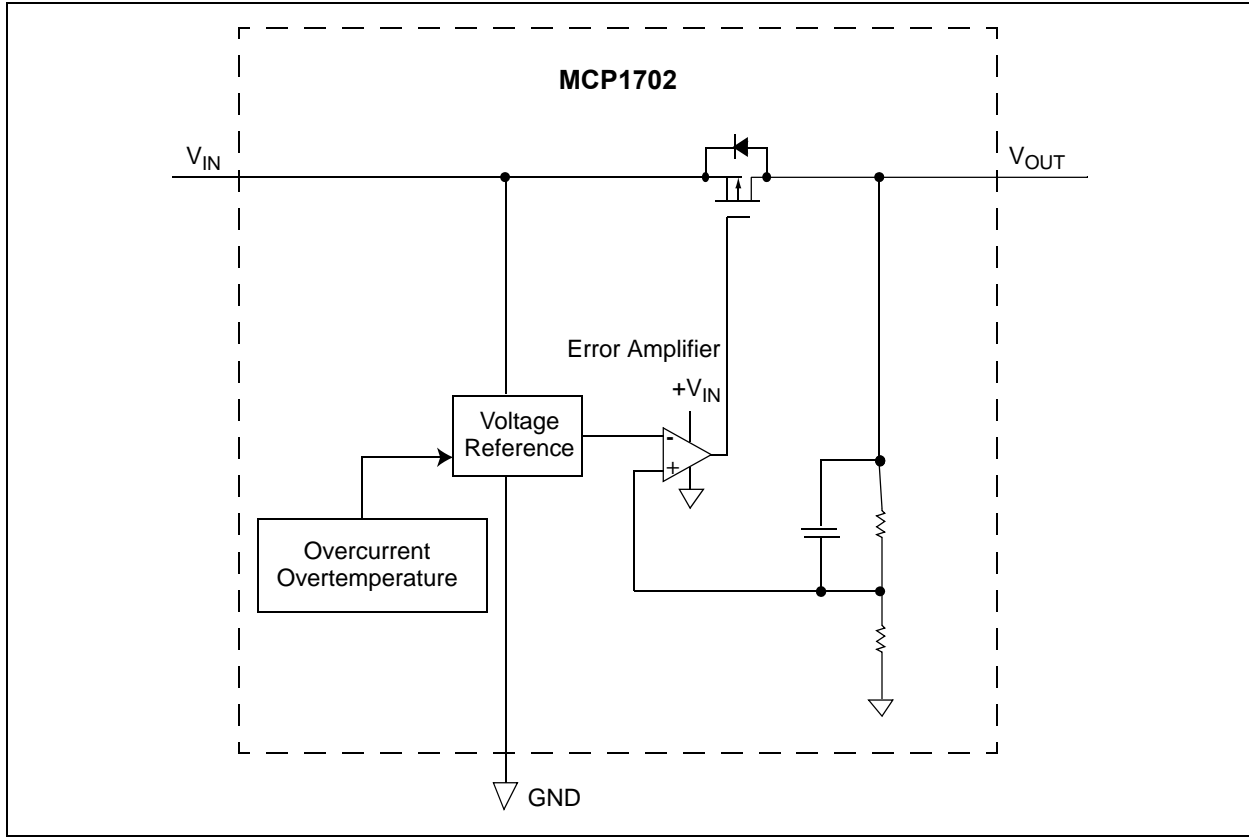 MCP1702
VIN
VOUT
Error Amplifier
+VIN
Voltage
Reference
-
+
Overcurrent
Overtemperature
GND